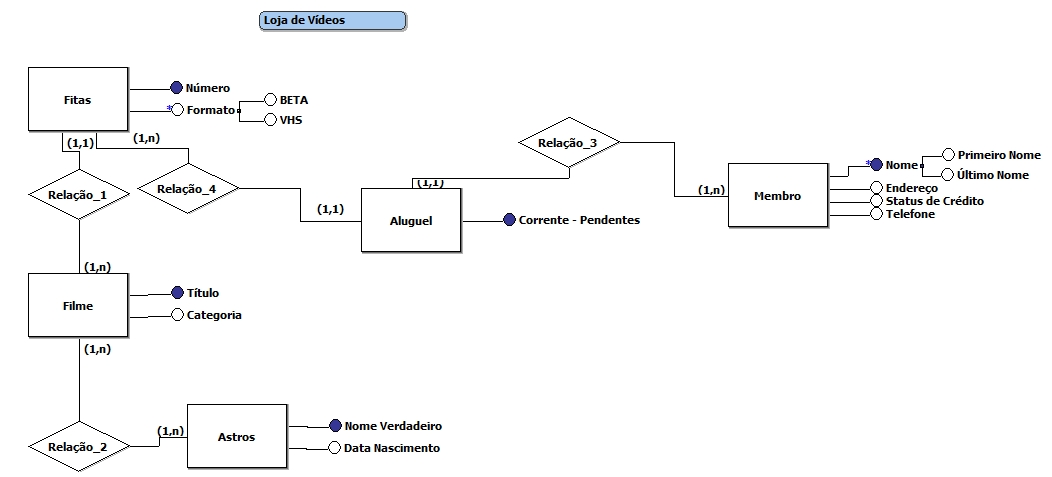 Loja de Vídeos
Fitas
Número
* Formato
BETA
VHS
(1,1)
(1,n)
Relação_1
Relação_4
(1,1)
Relação_3
(1,1)
Aluguel
Corrente - Pendentes
(1,n)
Membro
* Nome
Primeiro Nome
Último Nome
Endereço
Status de Crédito
Telefone
(1,n)
Filme
Título
Categoria
(1,n)
Relação_2
(1,n)
Astros
Nome Verdadeiro
Data Nascimento